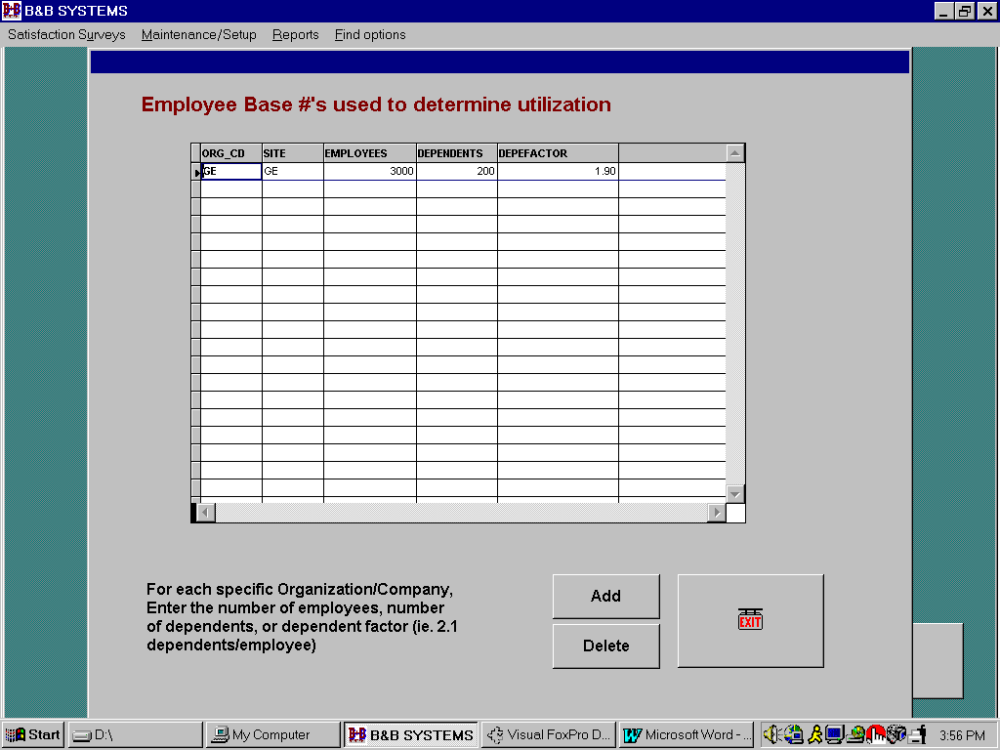 B&B SYSTEMS
Satisfaction Surveys Maintenance/Setup Reports Find options
Employee Base #'s used to determine utilization
ORG_CD SITE EMPLOYEES DEPENDENTS DEPEFACTOR
GE GE 3000 200 1.90
For each specific Organization/Company,
Enter the number of employees, number
of dependents, or dependent factor (ie. 2.1
dependents/employee)
Add
Delete
EXIT
Start D:\ My Computer B&B SYSTEMS Visual FoxPro D... Microsoft Word - ... 3:56 PM